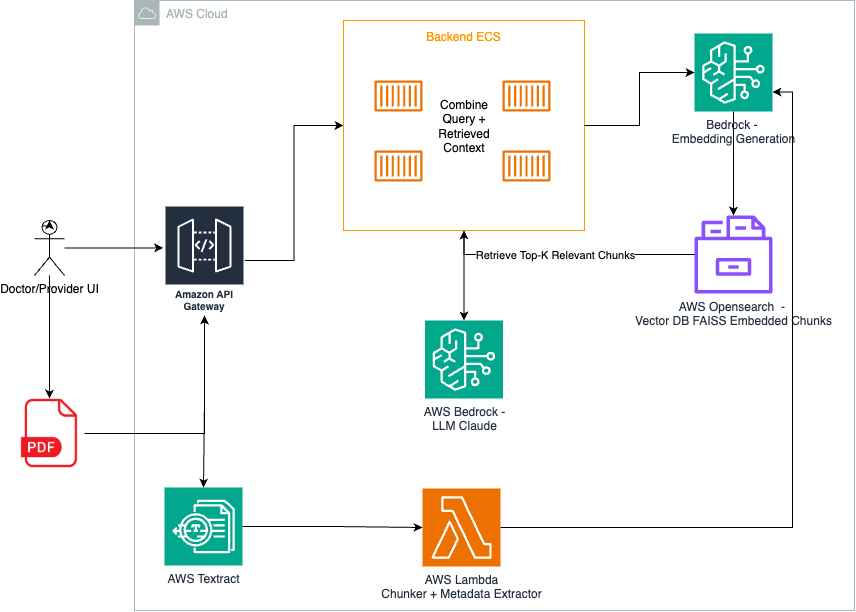 AWS Cloud
Backend ECS
Combine
Query +
Retrieved
Context
Bedrock -
Embedding Generation
Doctor/Provider UI
Amazon API
Gateway
Retrieve Top-K Relevant Chunks
AWS Opensearch -
Vector DB FAISS Embedded Chunks
AWS Bedrock -
LLM Claude
PDF
AWS Textract
AWS Lambda
Chunker + Metadata Extractor